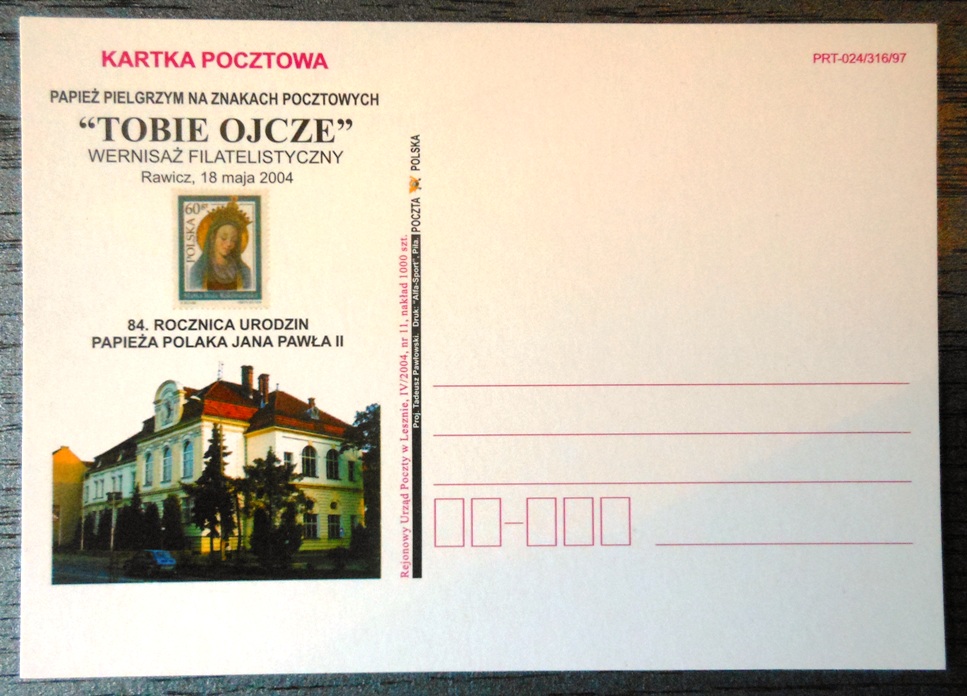 KARTKA POCZTOWA
PRT-024/316/97
PAPIEŻ PIELGRZYM NA ZNAKACH POCZTOWYCH
“TOBIE OJCZE”
WERNISAŻ FILATELISTYCZNY
Rawicz, 18 maja 2004
60
POLSKA
84. ROCZNICA URODZIN
PAPIEŻA POLAKA JANA PAWŁA II
Rejonowy Urząd Poczty w Lesznie, IV/2004, nr 11, nakład 1000 szt.
Proj. Tadeusz Pawłowski. Druk: "Alfa-Sport", Piła.
POCZTA POLSKA